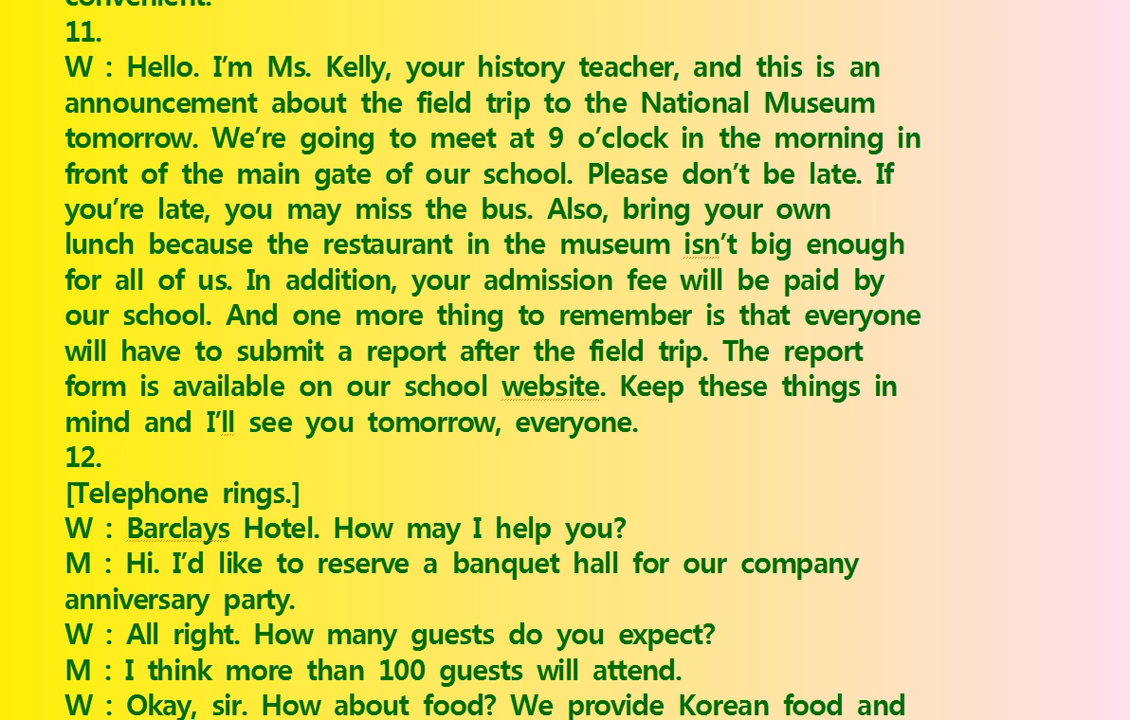 convenient.
11.
W : Hello. I'm Ms. Kelly, your history teacher, and this is an
announcement about the field trip to the National Museum
tomorrow. We're going to meet at 9 o'clock in the morning in
front of the main gate of our school. Please don't be late. If
you're late, you may miss the bus. Also, bring your own
lunch because the restaurant in the museum isn't big enough
for all of us. In addition, your admission fee will be paid by
our school. And one more thing to remember is that everyone
will have to submit a report after the field trip. The report
form is available on our school website. Keep these things in
mind and I'll see you tomorrow, everyone.
12.
[Telephone rings.]
W : Barclays Hotel. How may I help you?
M : Hi. I'd like to reserve a banquet hall for our company
anniversary party.
W : All right. How many guests do you expect?
M : I think more than 100 guests will attend.
W : Okay, sir. How about food? We provide Korean food and